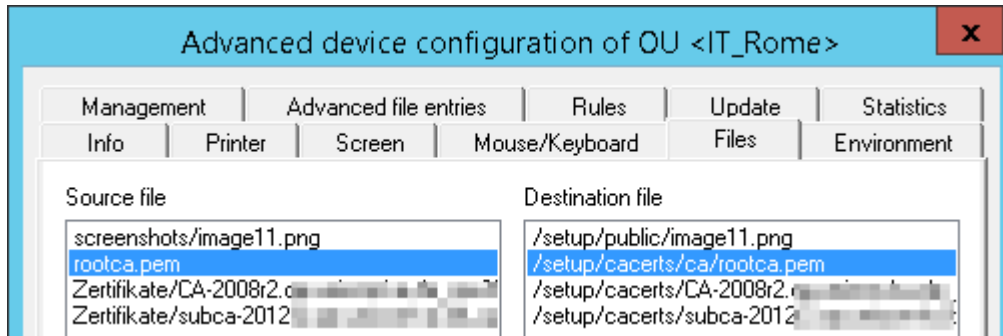 Advanced device configuration of OU <IT_Rome>
x
Management Advanced file entries Rules Update Statistics
Info Printer Screen Mouse/Keyboard Files Environment
Source file Destination file
screenshots/image11.png /setup/public/image11.png
rootca.pem /setup/cacerts/ca/rootca.pem
Zertifikate/CA-2008r2. /setup/cacerts/CA-2008r2.
Zertifikate/subca-2012 /setup/cacerts/subca-2012